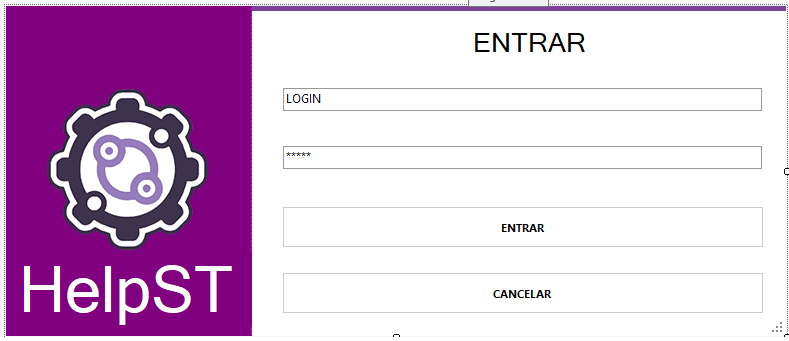 ENTRAR
LOGIN
*****
ENTRAR
CANCELAR
HelpST